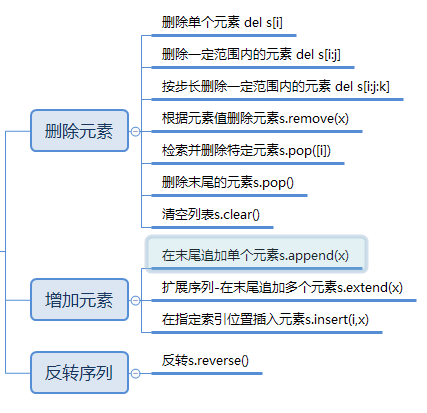 删除元素
删除单个元素 del s[i]
删除一定范围内的元素 del s[i:j]
按步长删除一定范围内的元素 del s[i:j:k]
根据元素值删除元素s.remove(x)
检索并删除特定元素s.pop([i])
删除末尾的元素s.pop()
清空列表s.clear()
增加元素
在末尾追加单个元素s.append(x)
扩展序列-在末尾追加多个元素s.extend(x)
在指定索引位置插入元素s.insert(i,x)
反转序列
反转s.reverse()